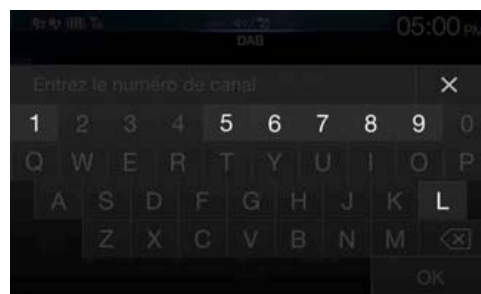 05:00 PM
DAB
Entrez le numéro de canal
1 2 3 4 5 6 7 8 9 0
Q W E R T Y U I O P
A S D F G H J K L
Z X C V B N M
OK